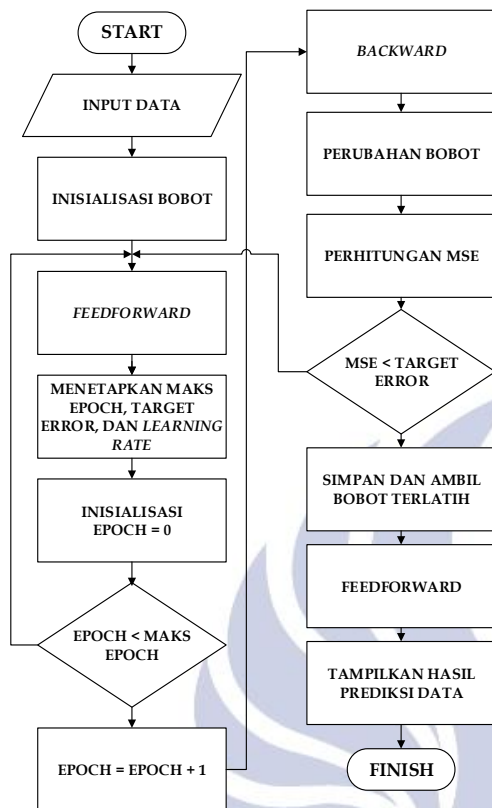 START
INPUT DATA
INISIALISASI BOBOT
FEEDFORWARD
MENETAPKAN MAKS
EPOCH, TARGET
ERROR, DAN LEARNING
RATE
INISIALISASI
EPOCH = 0
EPOCH < MAKS
EPOCH
EPOCH = EPOCH + 1
BACKWARD
PERUBAHAN BOBOT
PERHITUNGAN MSE
MSE < TARGET
ERROR
SIMPAN DAN AMBIL
BOBOT TERLATIH
FEEDFORWARD
TAMPILKAN HASIL
PREDIKSI DATA
FINISH